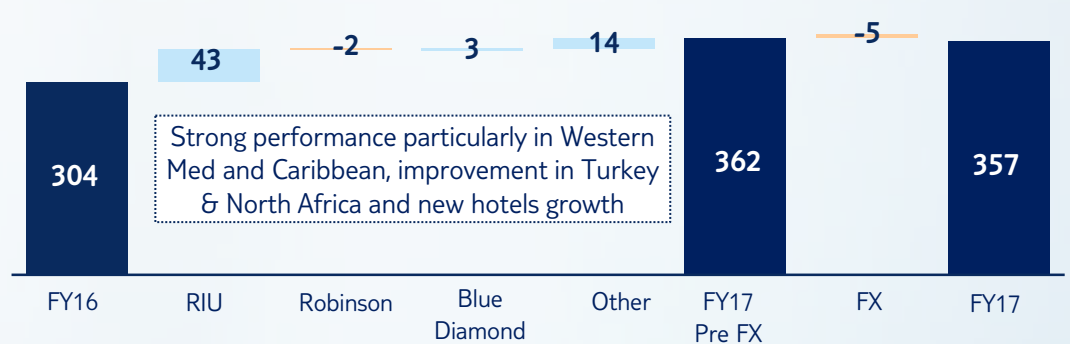 43
-2
3
14
-5
304
Strong performance particularly in Western
Med and Caribbean, improvement in Turkey
& North Africa and new hotels growth
362
357
FY16
RIU
Robinson
Blue
Diamond
Other
FY17
Pre FX
FX
FY17